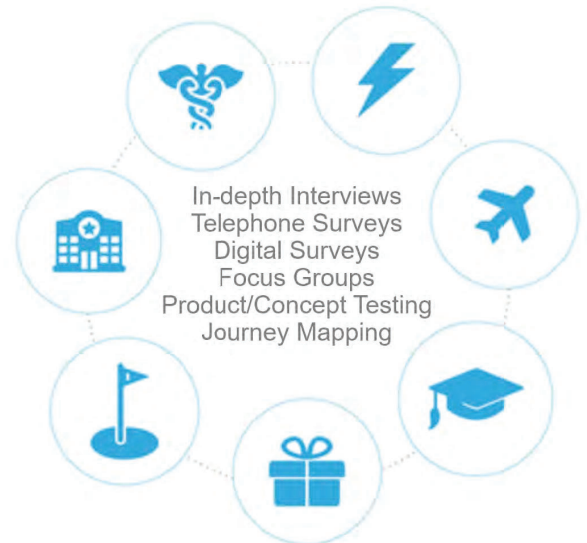 In-depth Interviews
Telephone Surveys
Digital Surveys
Focus Groups
Product/Concept Testing
Journey Mapping